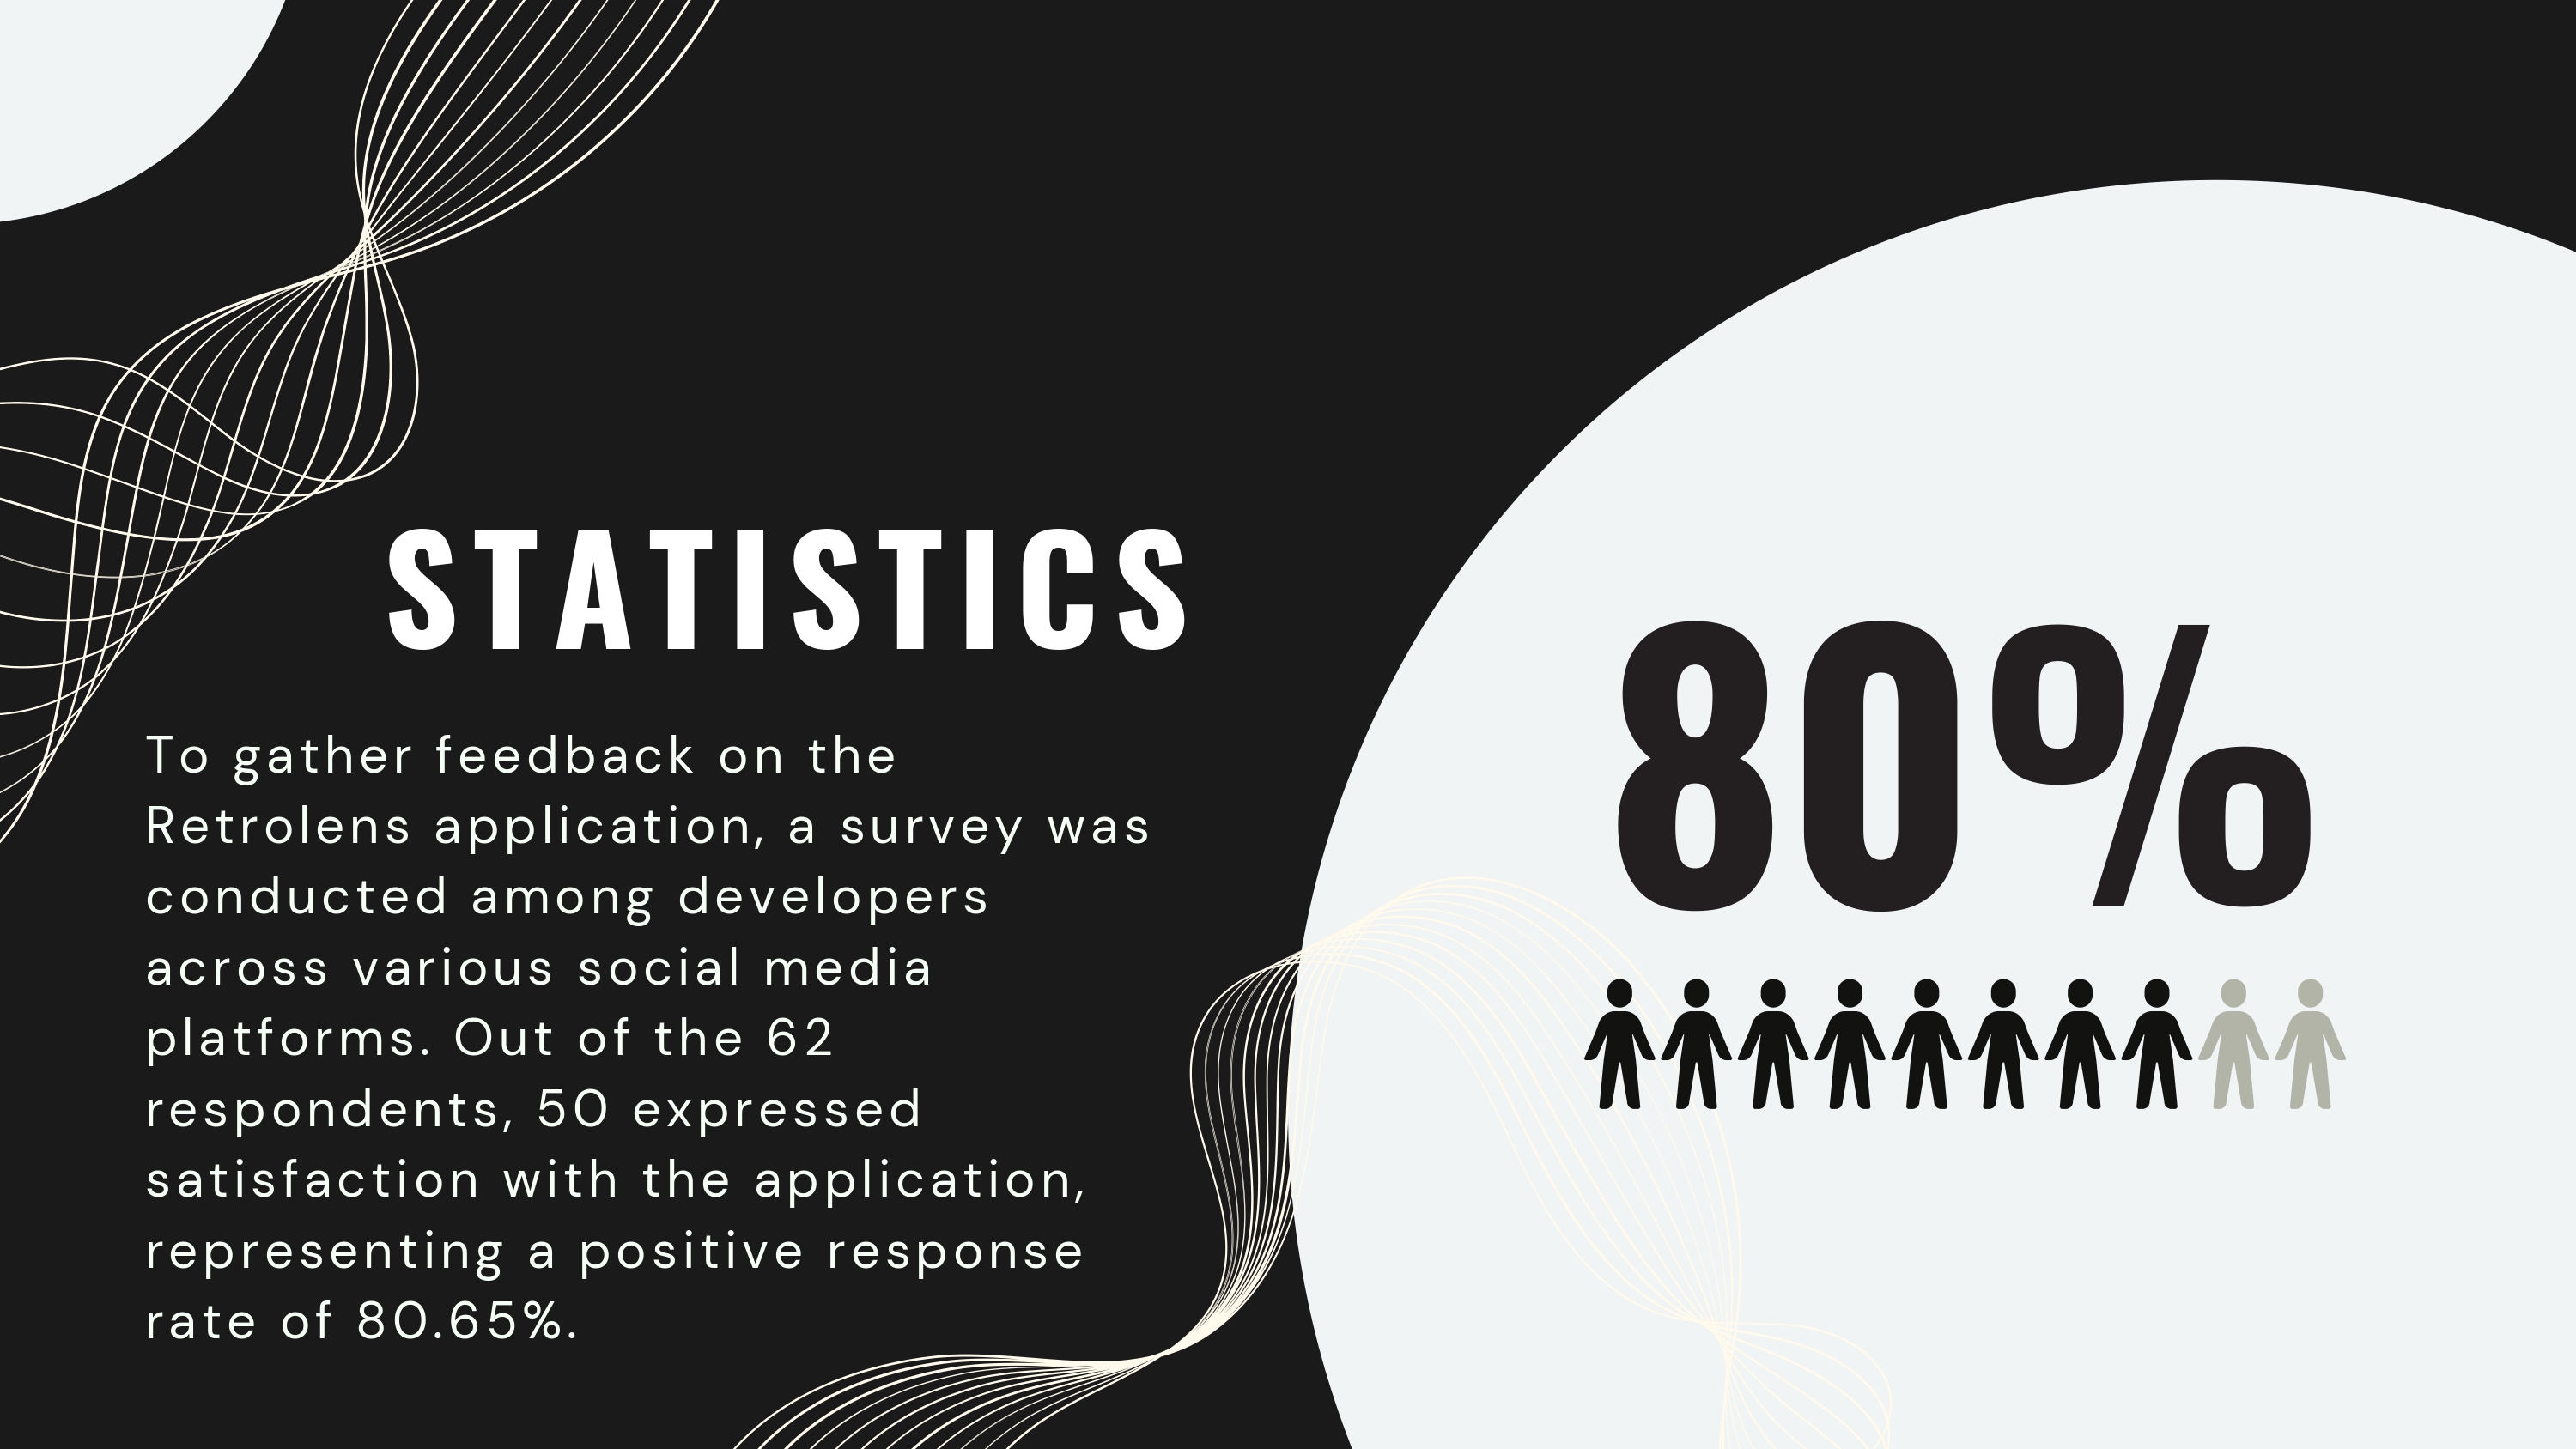 STATISTICS
To gather feedback on the
Retrolens application, a survey was
conducted among developers
across various social media
platforms. Out of the 62
respondents, 50 expressed
satisfaction with the application,
representing a positive response
rate of 80.65%.
80%